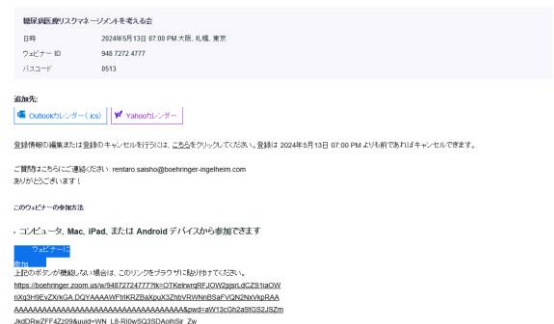 糖尿病医療リスクマネージメントを考える会
日時 2024年5月13日 07:00 PM 大阪、札幌、東京
ウェビナー ID 948 7272 4777
パスコード 0513
追加先:
Outlookカレンダー(.ics) Yahooカレンダー
登録情報の編集または登録のキャンセルを行うには、こちらをクリックしてください。登録は 2024年5月13日 07:00 PM よりも前であればキャンセルできます。
ご質問はこちらにご連絡ください: rentaro.saisho@boehringer-ingelheim.com
ありがとうございます!
このウェビナーの参加方法
コンピュータ、Mac、iPad、または Android デバイスから参加できます
ウェビナーに
参加
上記のボタンが機能しない場合は、このリンクをブラウザに貼り付けてください。